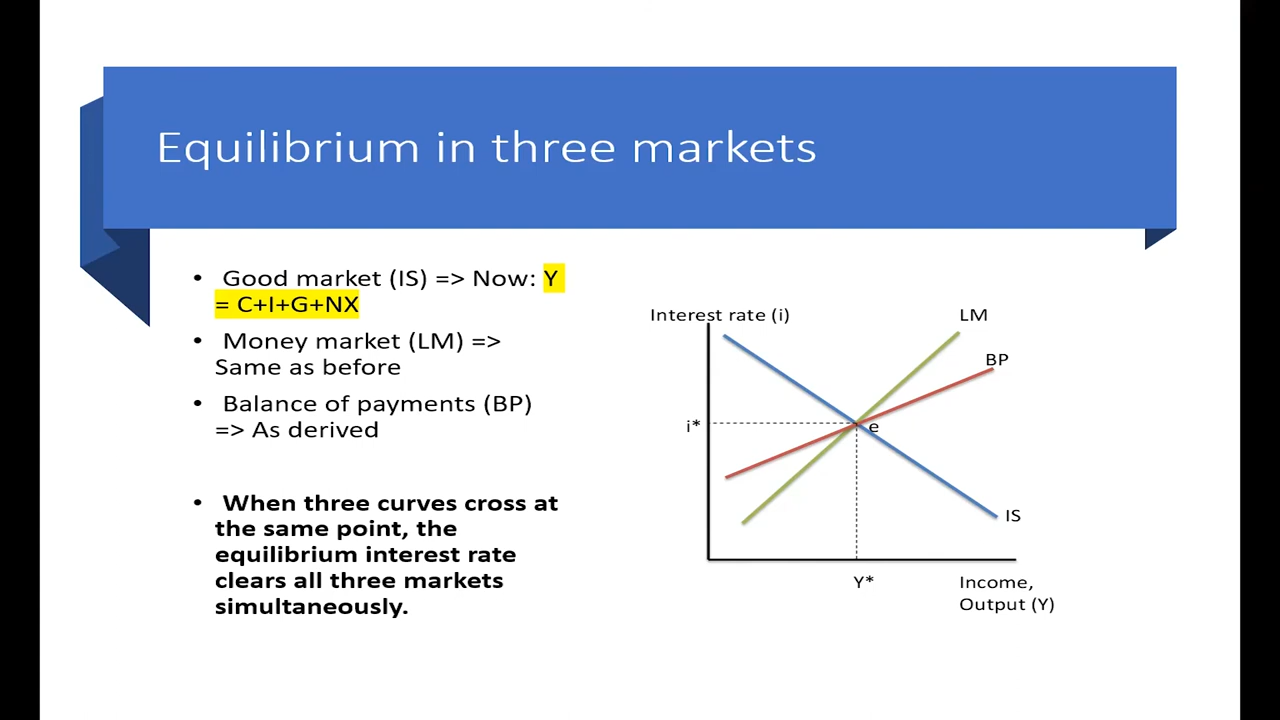 Equilibrium in three markets
• Good market (IS) => Now: Y
= C+I+G+NX
• Money market (LM) =>
Same as before
• Balance of payments (BP)
=> As derived
• When three curves cross at
the same point, the
equilibrium interest rate
clears all three markets
simultaneously.
Interest rate (i)
LM
BP
i*
e
IS
Y*
Income,
Output (Y)